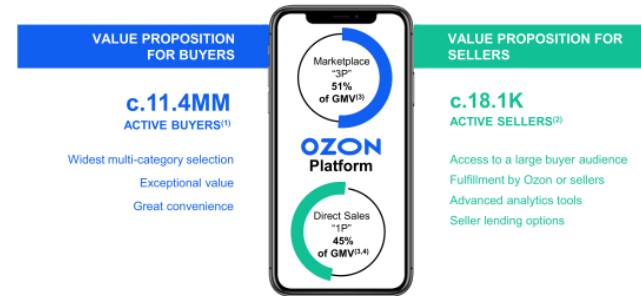 VALUE PROPOSITION
FOR BUYERS
c.11.4MM
ACTIVE BUYERS(1)
Widest multi-category selection
Exceptional value
Great convenience
Marketplace
"3P"
51%
of GMV(3)
OZON
Platform
Direct Sales
"1P"
45%
of GMV(3,4)
VALUE PROPOSITION FOR
SELLERS
c.18.1K
ACTIVE SELLERS(2)
Access to a large buyer audience
Fulfillment by Ozon or sellers
Advanced analytics tools
Seller lending options